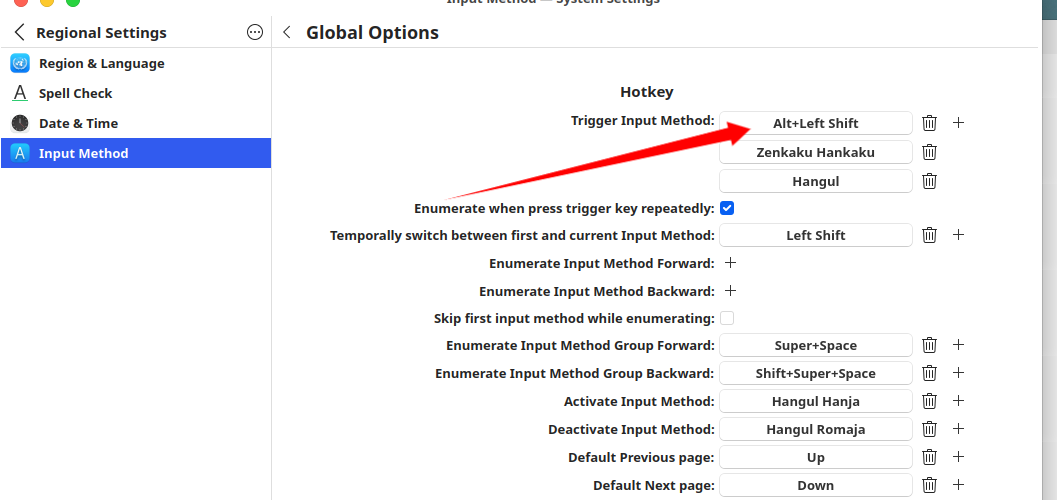 Input Method — System Settings
Regional Settings
Global Options
Region & Language
Spell Check
Date & Time
Input Method
Hotkey
Trigger Input Method: Alt+Left Shift
Zenkaku Hankaku
Hangul
Enumerate when press trigger key repeatedly:
Temporally switch between first and current Input Method: Left Shift
Enumerate Input Method Forward:
Enumerate Input Method Backward:
Skip first input method while enumerating:
Enumerate Input Method Group Forward: Super+Space
Enumerate Input Method Group Backward: Shift+Super+Space
Activate Input Method: Hangul Hanja
Deactivate Input Method: Hangul Romaja
Default Previous page: Up
Default Next page: Down